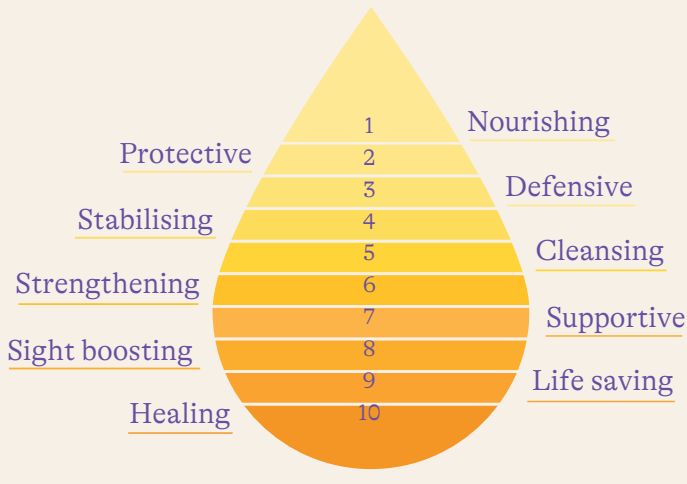 1
Nourishing
Protective
2
3
Defensive
Stabilising
4
5
Cleansing
Strengthening
6
7
Supportive
Sight boosting
8
9
Life saving
Healing
10